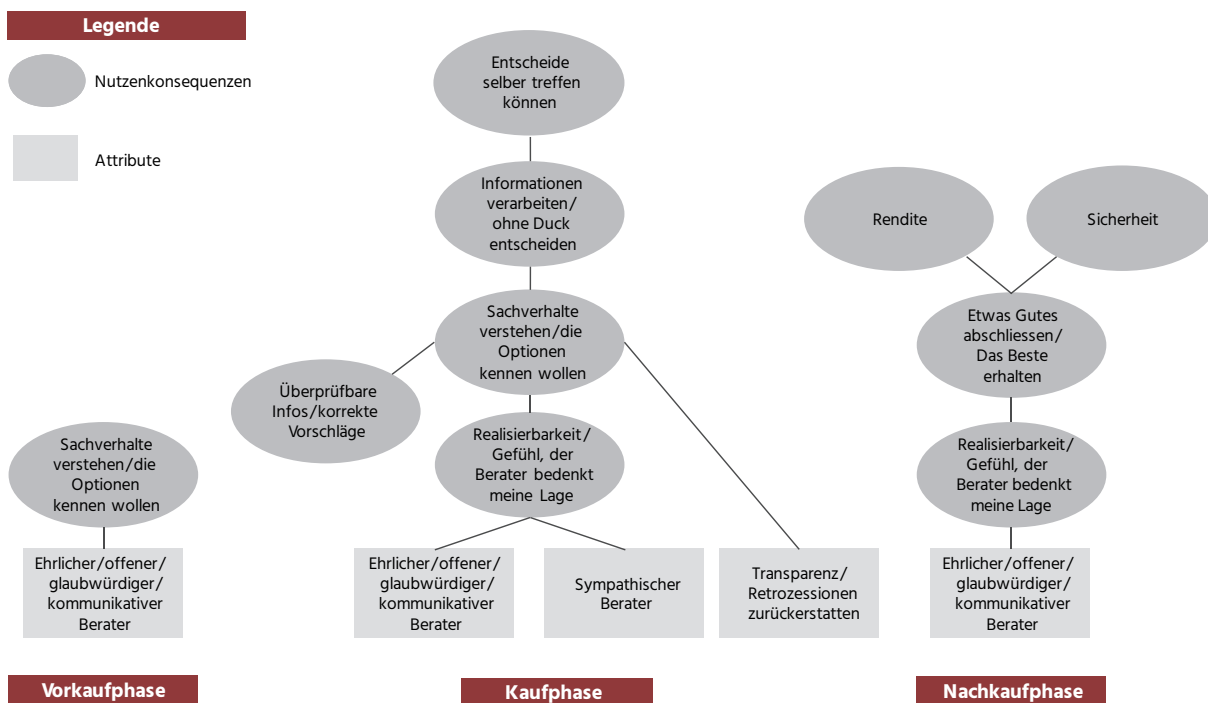 Legende
Nutzenkonsequenzen
Attribute
Sachverhalte
verstehen/die
Optionen
kennen wollen
Ehrlicher/offener/
glaubwürdiger/
kommunikativer
Berater
Vorkaufphase
Entscheide
selber treffen
können
Informationen
verarbeiten/
ohne Duck
entscheiden
Sachverhalte
verstehen/die
Optionen
kennen wollen
Überprüfbare
Infos/korrekte
Vorschläge
Realisierbarkeit/
Gefühl, der
Berater bedenkt
meine Lage
Ehrlicher/offener/
glaubwürdiger/
kommunikativer
Berater
Sympathischer
Berater
Transparenz/
Retrozessionen
zurückerstatten
Kaufphase
Rendite
Sicherheit
Etwas Gutes
abschliessen/
Das Beste
erhalten
Realisierbarkeit/
Gefühl, der
Berater bedenkt
meine Lage
Ehrlicher/offener/
glaubwürdiger/
kommunikativer
Berater
Nachkaufphase